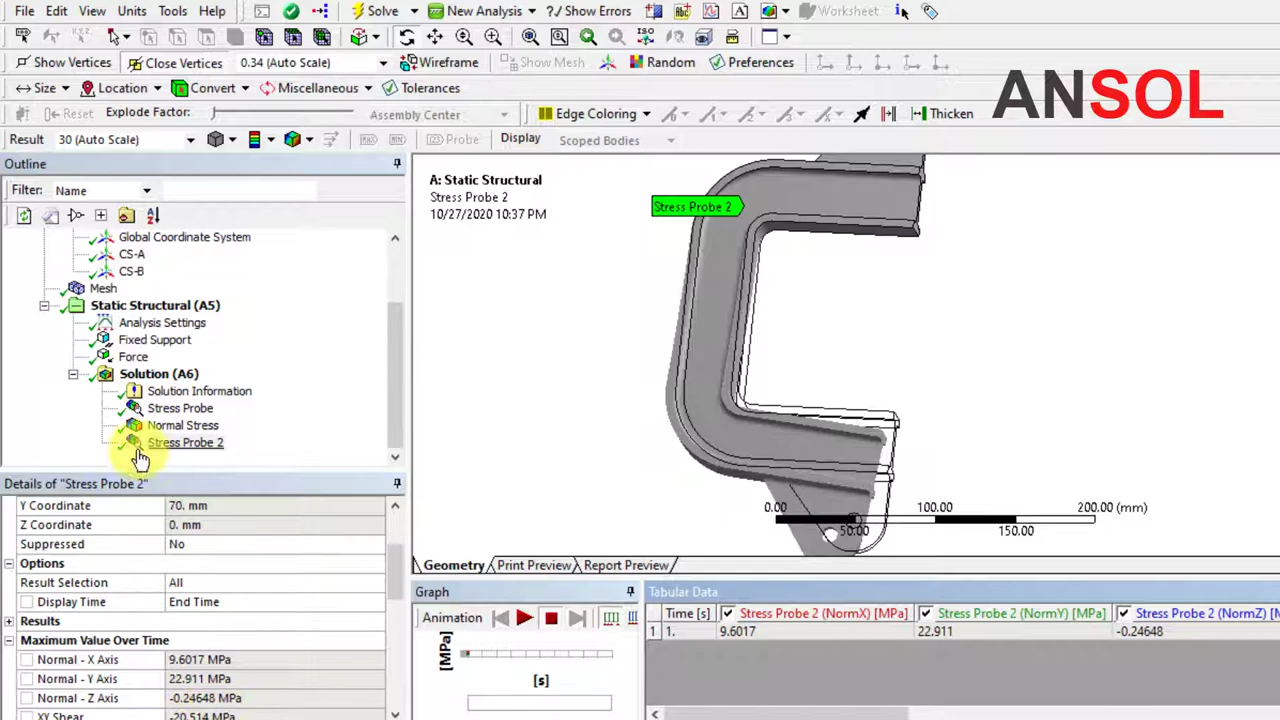 File Edit View Units Tools Help Solve New Analysis ?/ Show Errors Worksheet
Show Vertices Close Vertices 0.34 (Auto Scale) Wireframe Show Mesh Random Preferences
Size Location Convert Miscellaneous Tolerances
Reset Explode Factor: Assembly Center Edge Coloring Thicken
ANSOL
Result 30 (Auto Scale) Probe Display Scoped Bodies
Outline
Filter: Name
Global Coordinate System
CS-A
CS-B
Mesh
Static Structural (A5)
Analysis Settings
Fixed Support
Force
Solution (A6)
Solution Information
Stress Probe
Normal Stress
Stress Probe 2
A: Static Structural
Stress Probe 2
10/27/2020 10:37 PM
Stress Probe 2
0.00 100.00 200.00 (mm)
50.00 150.00
Geometry Print Preview Report Preview
Details of "Stress Probe 2"
Y Coordinate 70. mm
Z Coordinate 0. mm
Suppressed No
Options
Result Selection All
Display Time End Time
Results
Maximum Value Over Time
Normal - X Axis 9.6017 MPa
Normal - Y Axis 22.911 MPa
Normal - Z Axis -0.24648 MPa
XY Shear -20.514 MPa
Graph
Animation
[MPa]
[s]
Tabular Data
Time [s] Stress Probe 2 (NormX) [MPa] Stress Probe 2 (NormY) [MPa] Stress Probe 2 (NormZ) [MPa]
1 1. 9.6017 22.911 -0.24648